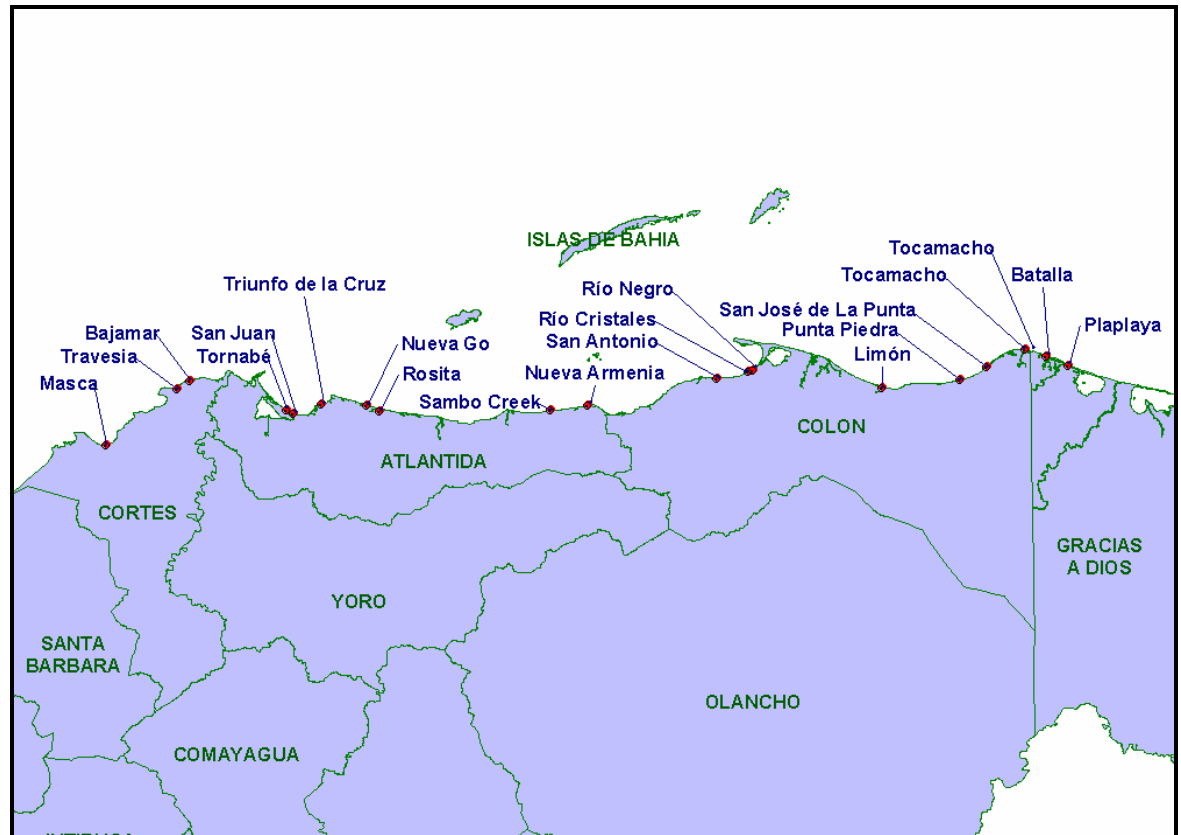 ISLAS DE BAHIA
Tocamacho
Tocamacho
Batalla
Triunfo de la Cruz
Río Negro
San José de La Punta
Río Cristales
Plaplaya
Bajamar
San Juan
Punta Piedra
Nueva Go
San Antonio
Travesia
Tornabé
Limón
Rosita
Nueva Armenia
Masca
Sambo Creek
COLON
ATLANTIDA
CORTES
GRACIAS
A DIOS
YORO
SANTA
BARBARA
OLANCHO
COMAYAGUA